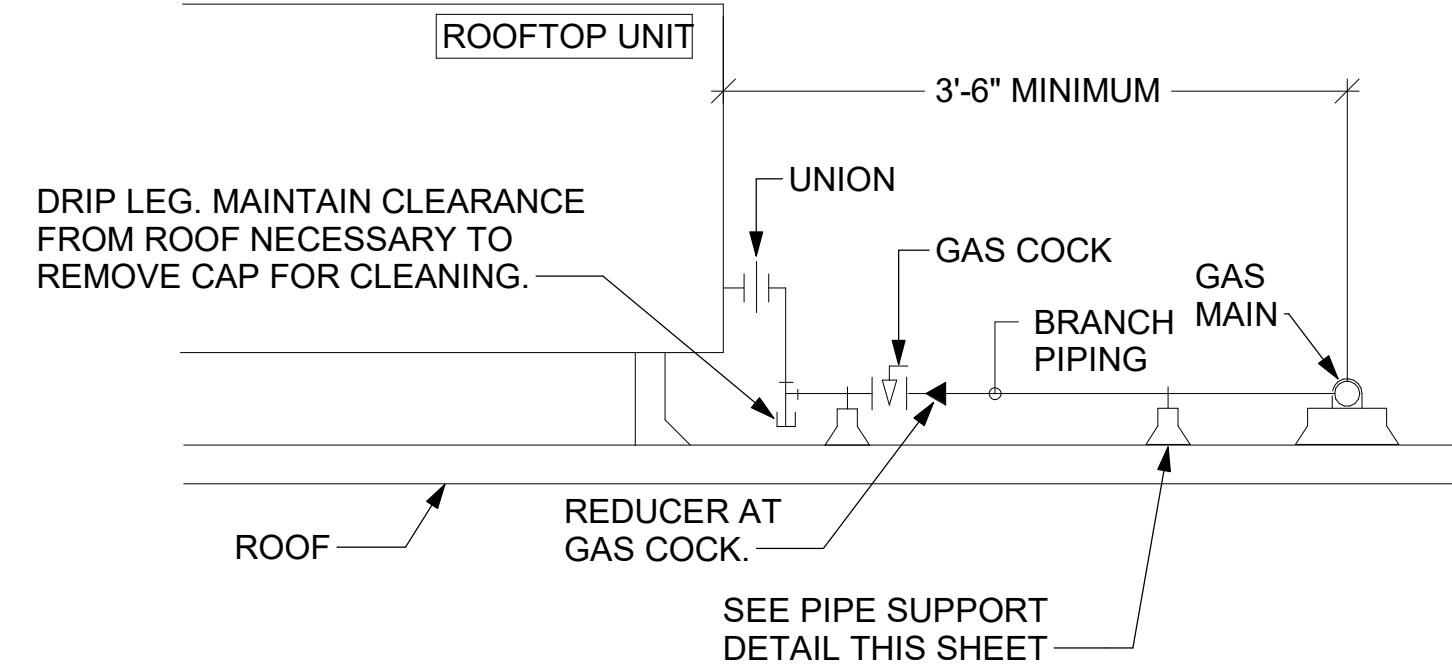 ROOFTOP UNIT
3'-6" MINIMUM
UNION
DRIP LEG. MAINTAIN CLEARANCE
FROM ROOF NECESSARY TO
REMOVE CAP FOR CLEANING.
GAS COCK
GAS
MAIN
BRANCH
PIPING
REDUCER AT
GAS COCK.
ROOF
SEE PIPE SUPPORT
DETAIL THIS SHEET